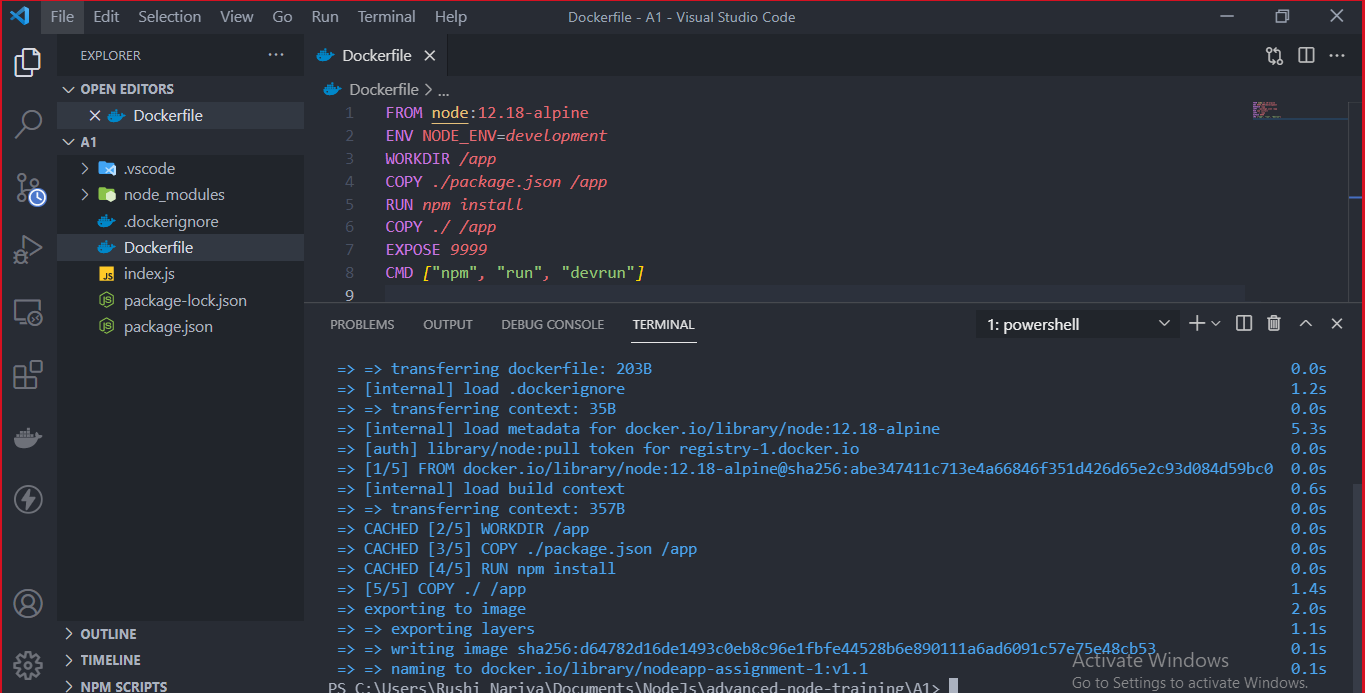 File Edit Selection View Go Run Terminal Help Dockerfile - A1 - Visual Studio Code
EXPLORER
OPEN EDITORS
Dockerfile
A1
.vscode
node_modules
.dockerignore
Dockerfile
index.js
package-lock.json
package.json
OUTLINE
TIMELINE
NPM SCRIPTS
Dockerfile
Dockerfile > ...
1 FROM node:12.18-alpine
2 ENV NODE_ENV=development
3 WORKDIR /app
4 COPY ./package.json /app
5 RUN npm install
6 COPY ./ /app
7 EXPOSE 9999
8 CMD ["npm", "run", "devrun"]
9
PROBLEMS OUTPUT DEBUG CONSOLE TERMINAL 1: powershell
=> => transferring dockerfile: 203B 0.0s
=> [internal] load .dockerignore 1.2s
=> => transferring context: 35B 0.0s
=> [internal] load metadata for docker.io/library/node:12.18-alpine 5.3s
=> [auth] library/node:pull token for registry-1.docker.io 0.0s
=> [1/5] FROM docker.io/library/node:12.18-alpine@sha256:abe347411c713e4a66846f351d426d65e2c93d084d59bc0 0.0s
=> [internal] load build context 0.6s
=> => transferring context: 357B 0.0s
=> CACHED [2/5] WORKDIR /app 0.0s
=> CACHED [3/5] COPY ./package.json /app 0.0s
=> CACHED [4/5] RUN npm install 0.0s
=> [5/5] COPY ./ /app 1.4s
=> exporting to image 2.0s
=> => exporting layers 1.1s
=> => writing image sha256:d64782d16de1493c0eb8c96e1fbfe44528b6e890111a6ad6091c57e75e48cb53 0.1s
=> => naming to docker.io/library/nodeapp-assignment-1:v1.1 0.1s
PS C:\Users\Rushi Nariya\Documents\NodeJs\advanced-node-training\A1>
Activate Windows
Go to Settings to activate Windows.